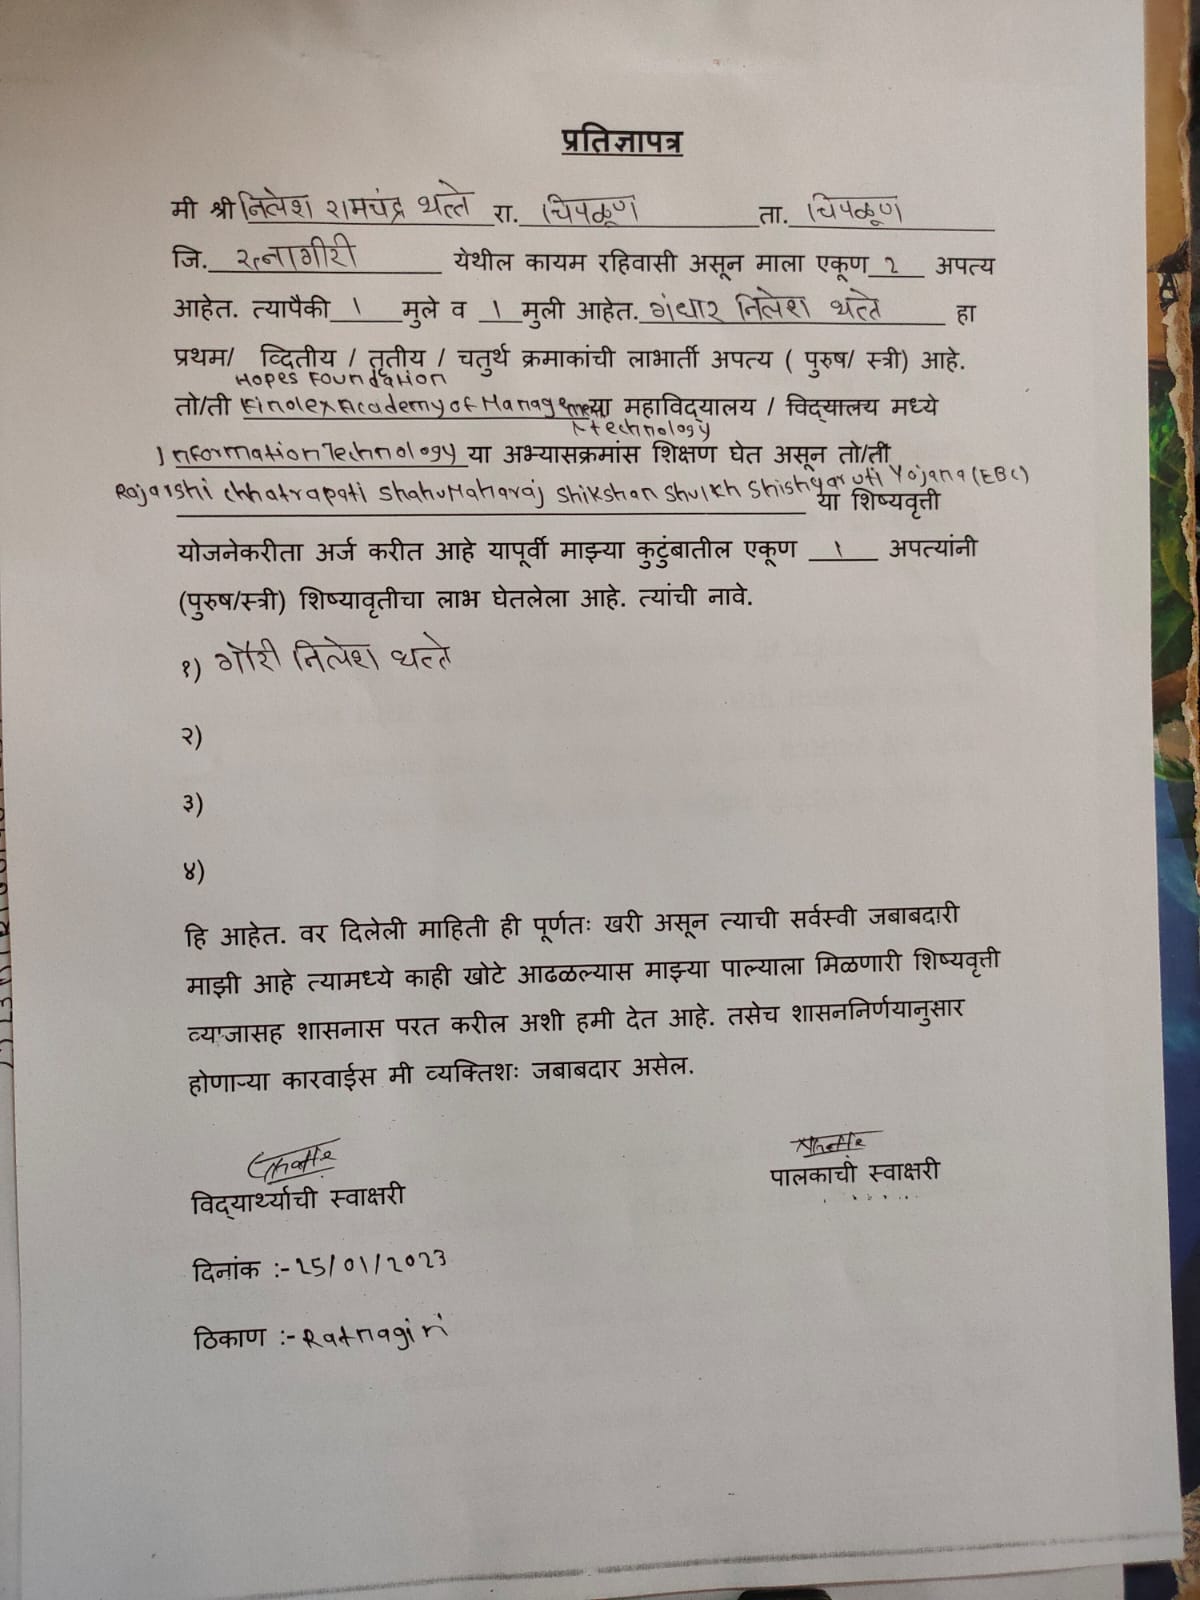 प्रतिज्ञापत्र
मी श्री निलेश रामचंद्र थत्ते रा. चिपळूण ता. चिपळूण
जि. रत्नागीरी येथील कायम रहिवासी असून माला एकूण २ अपत्य
आहेत. त्यापैकी १ मुले व १ मुली आहेत. गंधार निलेश थत्ते हा
प्रथम/ व्दितीय / तृतीय / चतुर्थ क्रमाकांची लाभार्ती अपत्य ( पुरुष/ स्त्री) आहे.
Hopes Foundation
तो/ती Finolex Academy of Management या महाविद्यालय / विद्यालय मध्ये
& technology
Information Technology या अभ्यासक्रमांस शिक्षण घेत असून तो/ती
Rajarshi chhatrapati shahu Maharaj shikshan shulkh shishyavruti Yojana (EBC)
या शिष्यवृत्ती
योजनेकरीता अर्ज करीत आहे यापूर्वी माझ्या कुटुंबातील एकूण १ अपत्यांनी
(पुरुष/स्त्री) शिष्यावृतीचा लाभ घेतलेला आहे. त्यांची नावे.
१) गौरी निलेश थत्ते
२)
३)
४)
हि आहेत. वर दिलेली माहिती ही पूर्णतः खरी असून त्याची सर्वस्वी जबाबदारी
माझी आहे त्यामध्ये काही खोटे आढळल्यास माझ्या पाल्याला मिळणारी शिष्यवृत्ती
व्याजासह शासनास परत करील अशी हमी देत आहे. तसेच शासननिर्णयानुसार
होणाऱ्या कारवाईस मी व्यक्तिशः जबाबदार असेल.
विद्यार्थ्याची स्वाक्षरी
पालकाची स्वाक्षरी
दिनांक :- 25/01/2023
ठिकाण :- Ratnagiri